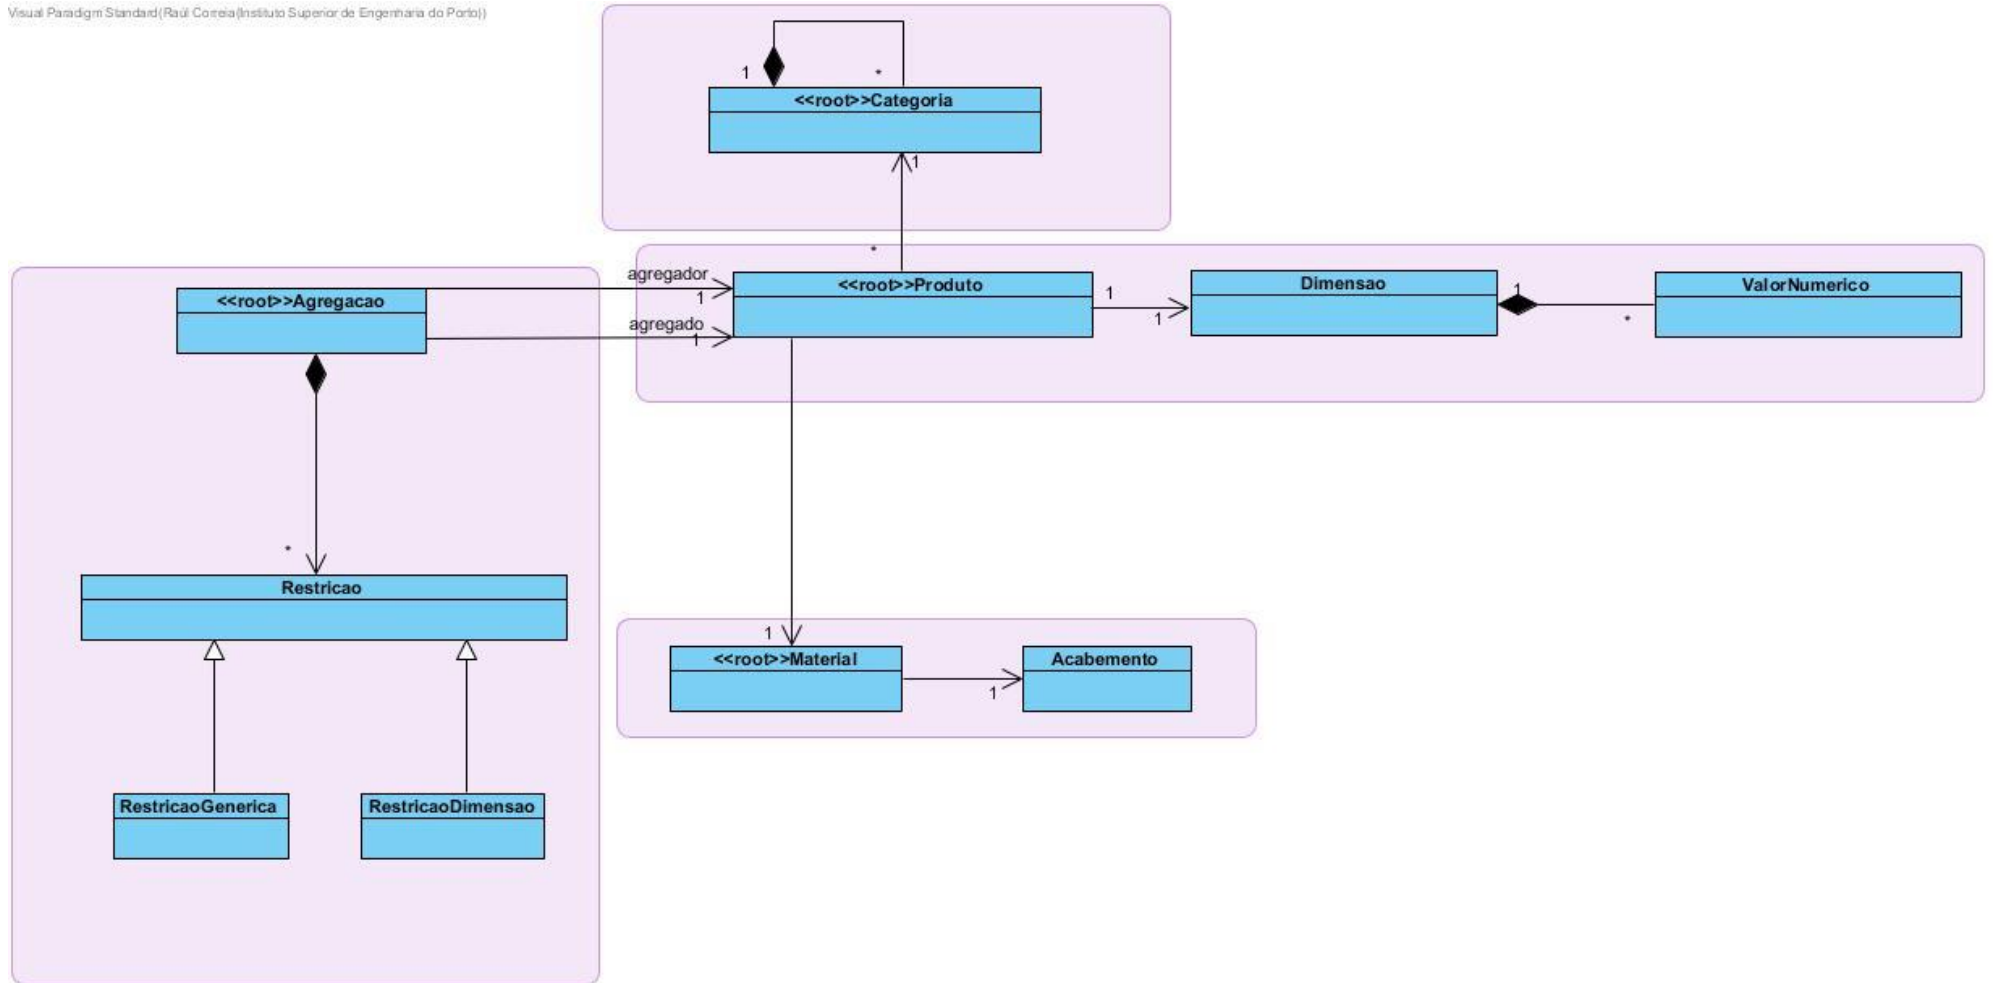 Visual Paradigm Standard(Raúl Correia(Instituto Superior de Engenharia do Porto))
1
*
<<root>>Categoria
1
*
agregador
1
<<root>>Agregacao
<<root>>Produto
1
1
Dimensao
1
*
ValorNumerico
agregado
1
*
Restricao
1
<<root>>Material
1
Acabemento
RestricaoGenerica
RestricaoDimensao